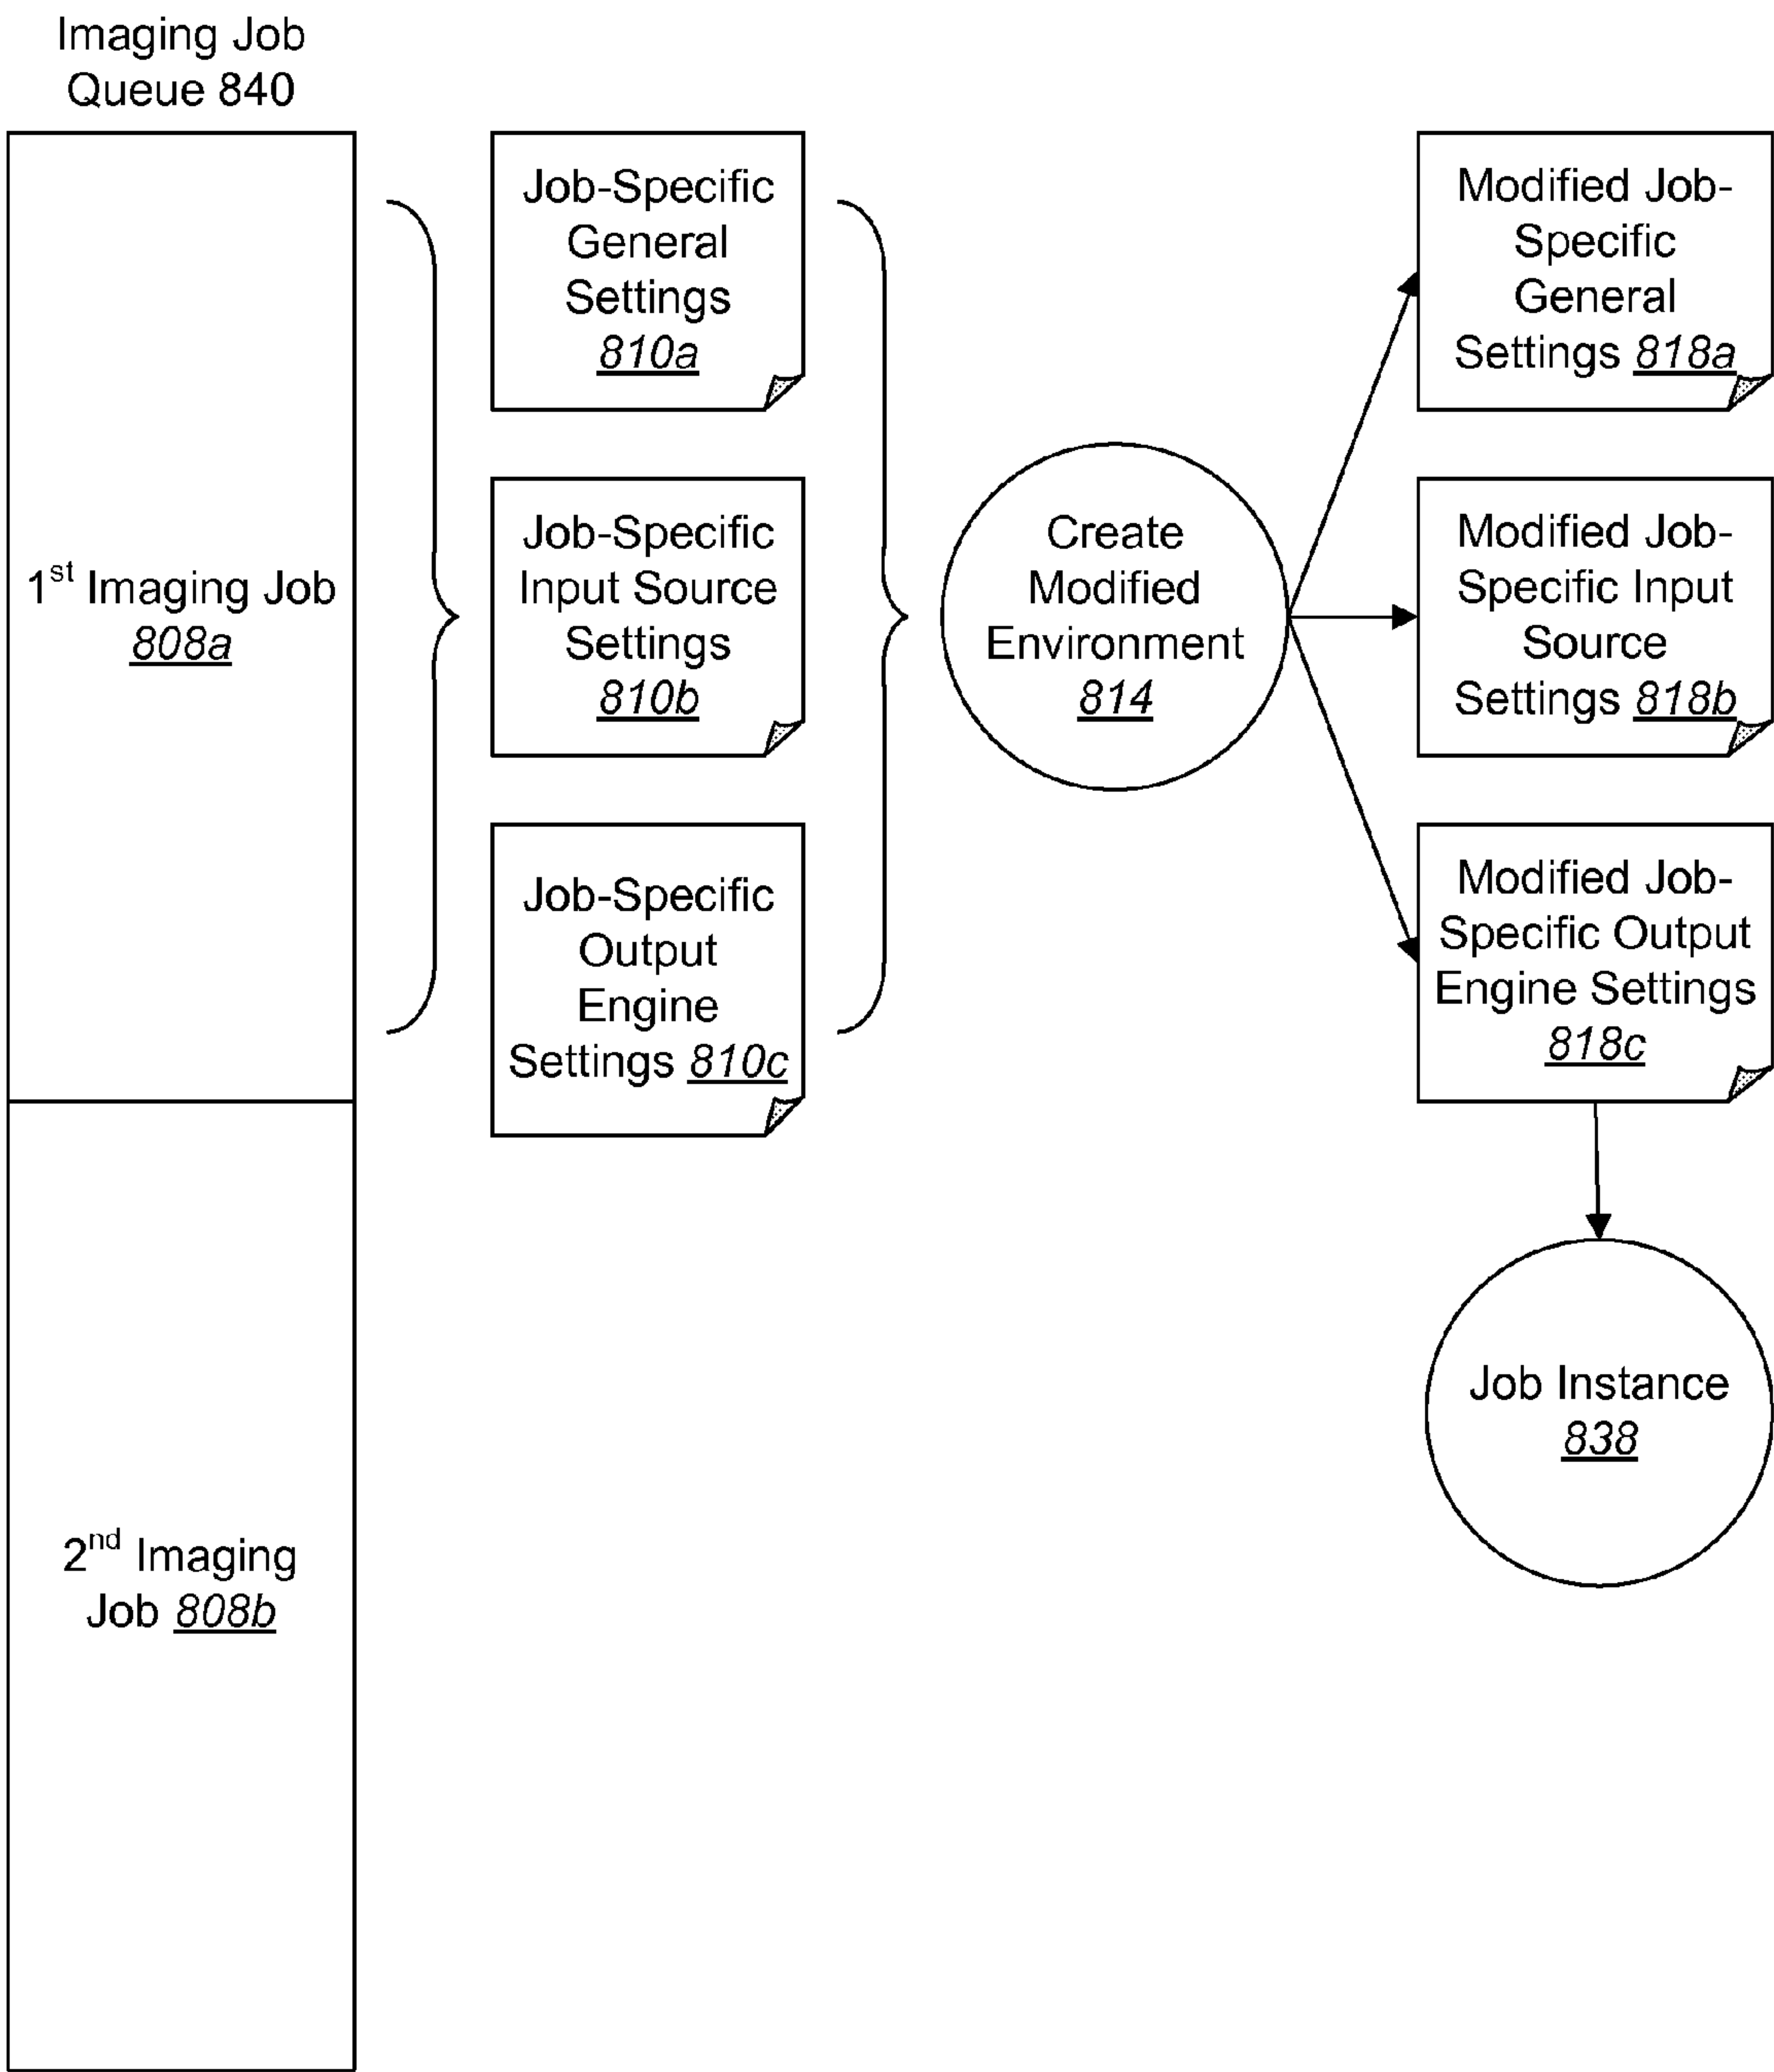 Imaging Job
Queue 840
1st Imaging Job
808a
2nd Imaging
Job 808b
Job-Specific
General
Settings
810a
Job-Specific
Input Source
Settings
810b
Job-Specific
Output
Engine
Settings 810c
Create
Modified
Environment
814
Modified Job-
Specific
General
Settings 818a
Modified Job-
Specific Input
Source
Settings 818b
Modified Job-
Specific Output
Engine Settings
818c
Job Instance
838